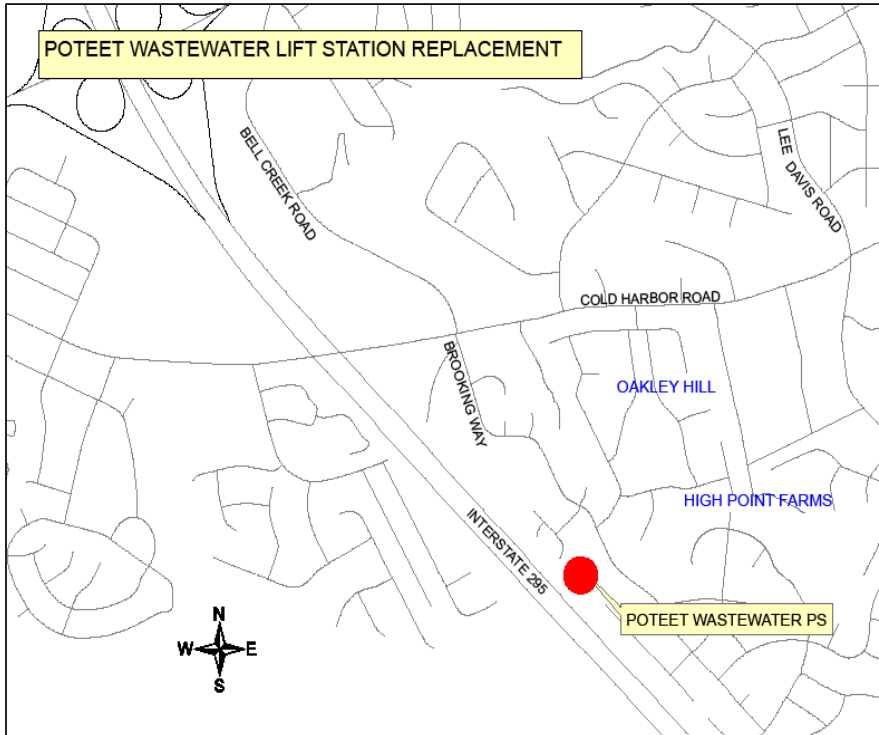 POTEET WASTEWATER LIFT STATION REPLACEMENT
BELL CREEK ROAD
LEE DAVIS ROAD
COLD HARBOR ROAD
BROOKING WAY
OAKLEY HILL
HIGH POINT FARMS
INTERSTATE 295
POTEET WASTEWATER PS
N
W
E
S